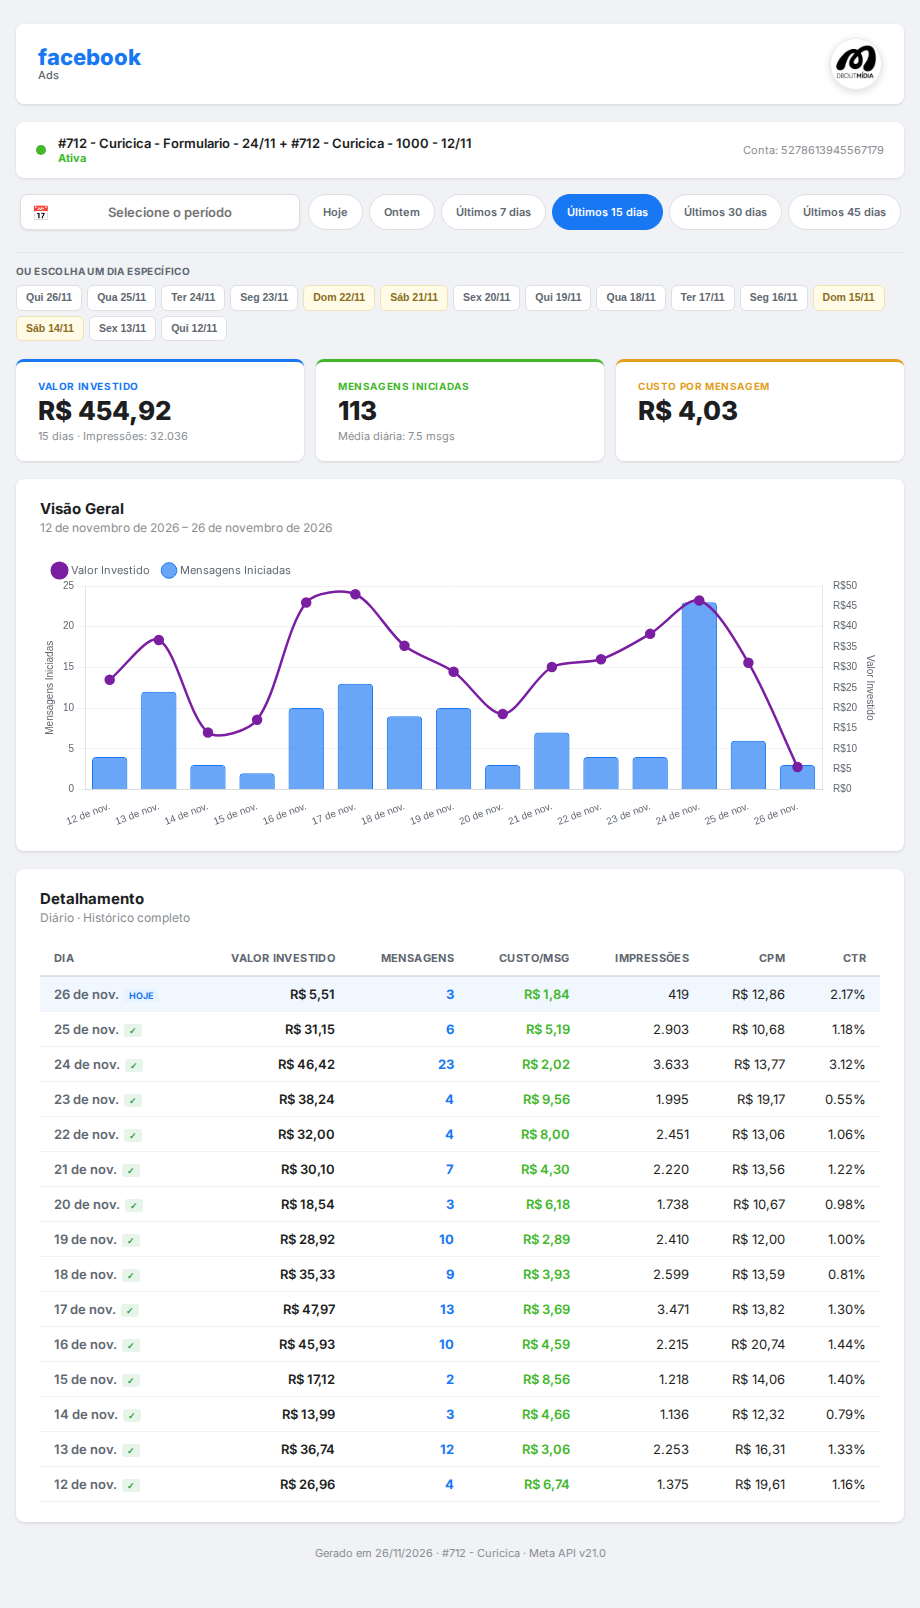 facebook
Ads
DBOUTMÍDIA
#712 - Curicica - Formulario - 24/11 + #712 - Curicica - 1000 - 12/11
Ativa
Conta: 5278613945567179
Selecione o período
Hoje
Ontem
Últimos 7 dias
Últimos 15 dias
Últimos 30 dias
Últimos 45 dias
OU ESCOLHA UM DIA ESPECÍFICO
Qui 26/11 Qua 25/11 Ter 24/11 Seg 23/11 Dom 22/11 Sáb 21/11 Sex 20/11 Qui 19/11 Qua 18/11 Ter 17/11 Seg 16/11 Dom 15/11
Sáb 14/11 Sex 13/11 Qui 12/11
VALOR INVESTIDO
R$ 454,92
15 dias · Impressões: 32.036
MENSAGENS INICIADAS
113
Média diária: 7.5 msgs
CUSTO POR MENSAGEM
R$ 4,03
Visão Geral
12 de novembro de 2026 – 26 de novembro de 2026
Valor Investido Mensagens Iniciadas
Mensagens Iniciadas
25
20
15
10
5
0
R$50
R$45
R$40
R$35
R$30
R$25
R$20
R$15
R$10
R$5
R$0
Valor Investido
12 de nov. 13 de nov. 14 de nov. 15 de nov. 16 de nov. 17 de nov. 18 de nov. 19 de nov. 20 de nov. 21 de nov. 22 de nov. 23 de nov. 24 de nov. 25 de nov. 26 de nov.
Detalhamento
Diário · Histórico completo
DIA VALOR INVESTIDO MENSAGENS CUSTO/MSG IMPRESSÕES CPM CTR
26 de nov. HOJE R$ 5,51 3 R$ 1,84 419 R$ 12,86 2.17%
25 de nov. ✓ R$ 31,15 6 R$ 5,19 2.903 R$ 10,68 1.18%
24 de nov. ✓ R$ 46,42 23 R$ 2,02 3.633 R$ 13,77 3.12%
23 de nov. ✓ R$ 38,24 4 R$ 9,56 1.995 R$ 19,17 0.55%
22 de nov. ✓ R$ 32,00 4 R$ 8,00 2.451 R$ 13,06 1.06%
21 de nov. ✓ R$ 30,10 7 R$ 4,30 2.220 R$ 13,56 1.22%
20 de nov. ✓ R$ 18,54 3 R$ 6,18 1.738 R$ 10,67 0.98%
19 de nov. ✓ R$ 28,92 10 R$ 2,89 2.410 R$ 12,00 1.00%
18 de nov. ✓ R$ 35,33 9 R$ 3,93 2.599 R$ 13,59 0.81%
17 de nov. ✓ R$ 47,97 13 R$ 3,69 3.471 R$ 13,82 1.30%
16 de nov. ✓ R$ 45,93 10 R$ 4,59 2.215 R$ 20,74 1.44%
15 de nov. ✓ R$ 17,12 2 R$ 8,56 1.218 R$ 14,06 1.40%
14 de nov. ✓ R$ 13,99 3 R$ 4,66 1.136 R$ 12,32 0.79%
13 de nov. ✓ R$ 36,74 12 R$ 3,06 2.253 R$ 16,31 1.33%
12 de nov. ✓ R$ 26,96 4 R$ 6,74 1.375 R$ 19,61 1.16%
Gerado em 26/11/2026 · #712 - Curicica · Meta API v21.0